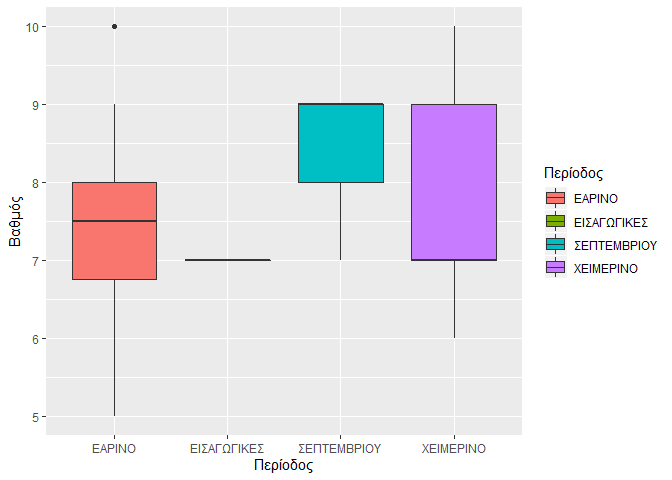 10
9
8
7
6
5
Βαθμός
ΕΑΡΙΝΟ ΕΙΣΑΓΩΓΙΚΕΣ ΣΕΠΤΕΜΒΡΙΟΥ ΧΕΙΜΕΡΙΝΟ
Περίοδος
Περίοδος
ΕΑΡΙΝΟ
ΕΙΣΑΓΩΓΙΚΕΣ
ΣΕΠΤΕΜΒΡΙΟΥ
ΧΕΙΜΕΡΙΝΟ